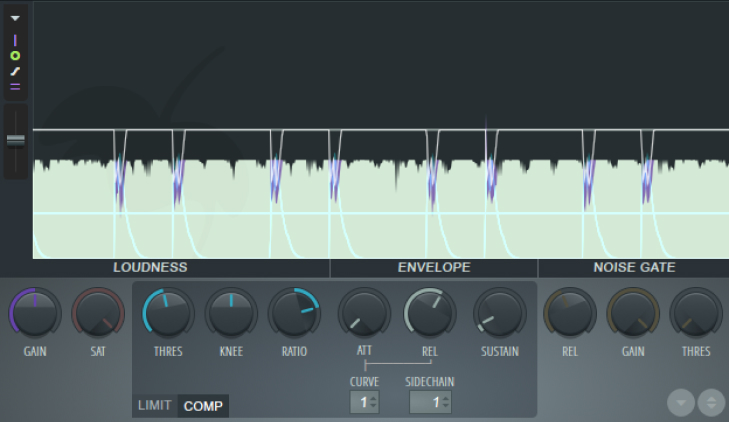 LOUDNESS ENVELOPE NOISE GATE
GAIN SAT THRES KNEE RATIO ATT REL SUSTAIN REL GAIN THRES
CURVE SIDECHAIN
LIMIT COMP 1 1